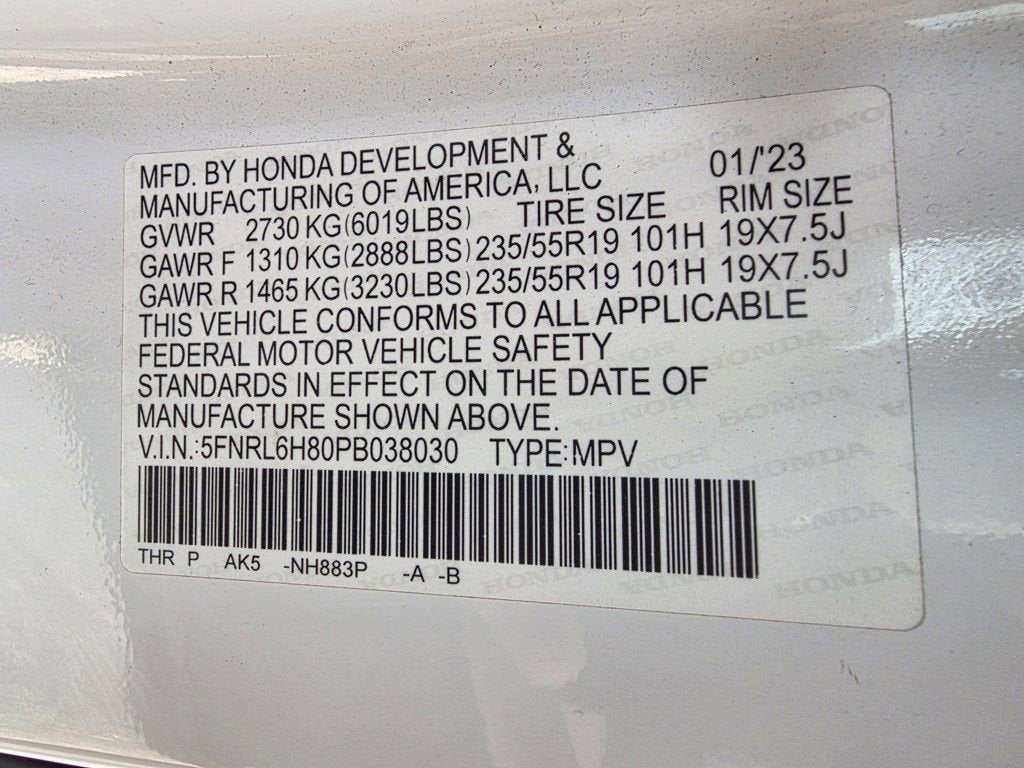 MFD. BY HONDA DEVELOPMENT & 01/'23
MANUFACTURING OF AMERICA, LLC
GVWR 2730 KG(6019LBS) TIRE SIZE RIM SIZE
GAWR F 1310 KG(2888LBS) 235/55R19 101H 19X7.5J
GAWR R 1465 KG(3230LBS) 235/55R19 101H 19X7.5J
THIS VEHICLE CONFORMS TO ALL APPLICABLE
FEDERAL MOTOR VEHICLE SAFETY
STANDARDS IN EFFECT ON THE DATE OF
MANUFACTURE SHOWN ABOVE.
V.I.N.:5FNRL6H80PB038030 TYPE:MPV
THR P AK5 -NH883P -A -B